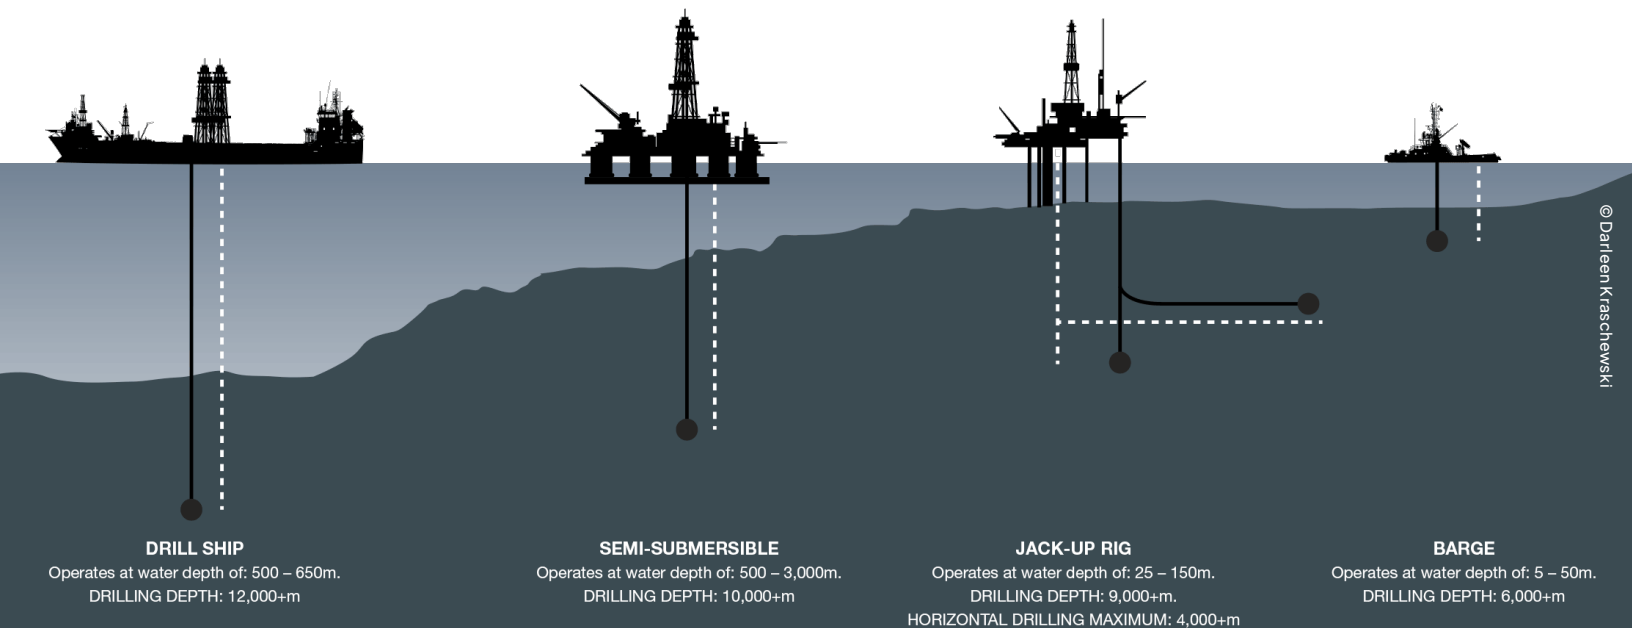 © Darleen Kraschewski
DRILL SHIP
Operates at water depth of: 500 – 650m.
DRILLING DEPTH: 12,000+m
SEMI-SUBMERSIBLE
Operates at water depth of: 500 – 3,000m.
DRILLING DEPTH: 10,000+m
JACK-UP RIG
Operates at water depth of: 25 – 150m.
DRILLING DEPTH: 9,000+m.
HORIZONTAL DRILLING MAXIMUM: 4,000+m
BARGE
Operates at water depth of: 5 – 50m.
DRILLING DEPTH: 6,000+m